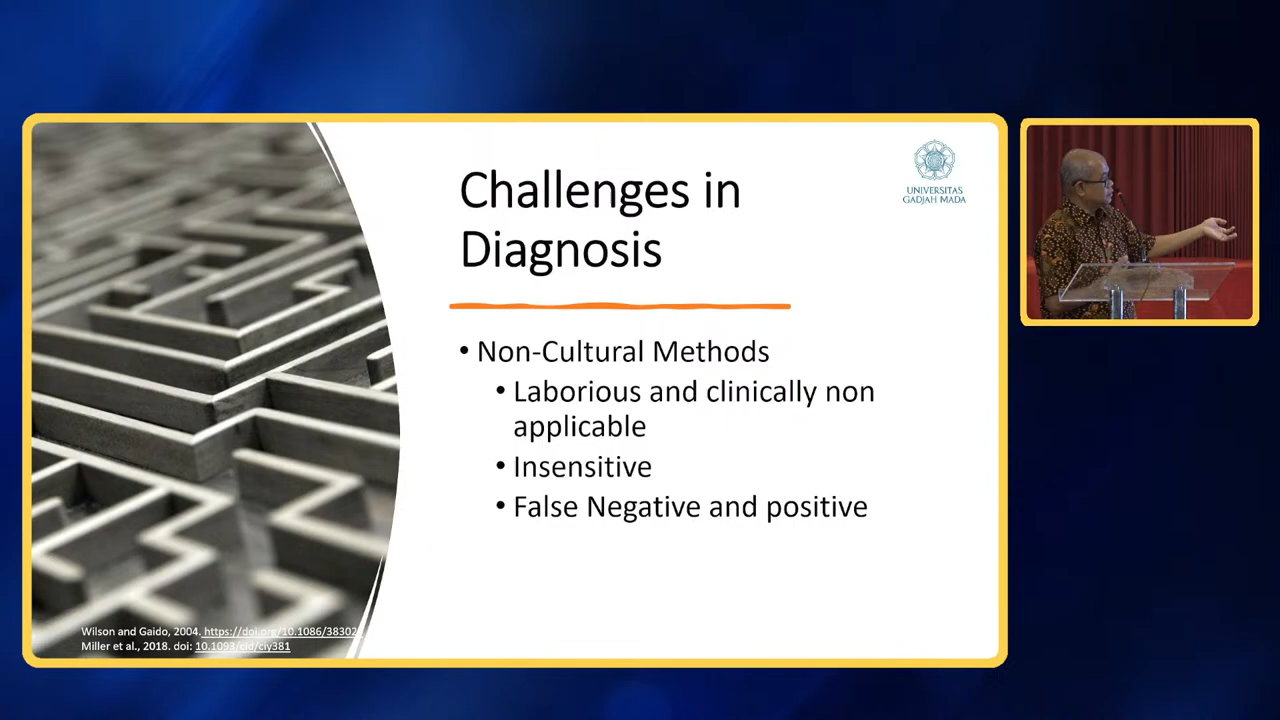 Challenges in
Diagnosis
UNIVERSITAS
GADJAH MADA
• Non-Cultural Methods
• Laborious and clinically non
applicable
• Insensitive
• False Negative and positive
Wilson and Gaido, 2004. https://doi.org/10.1086/38302
Miller et al., 2018. doi: 10.1093/cid/ciy381